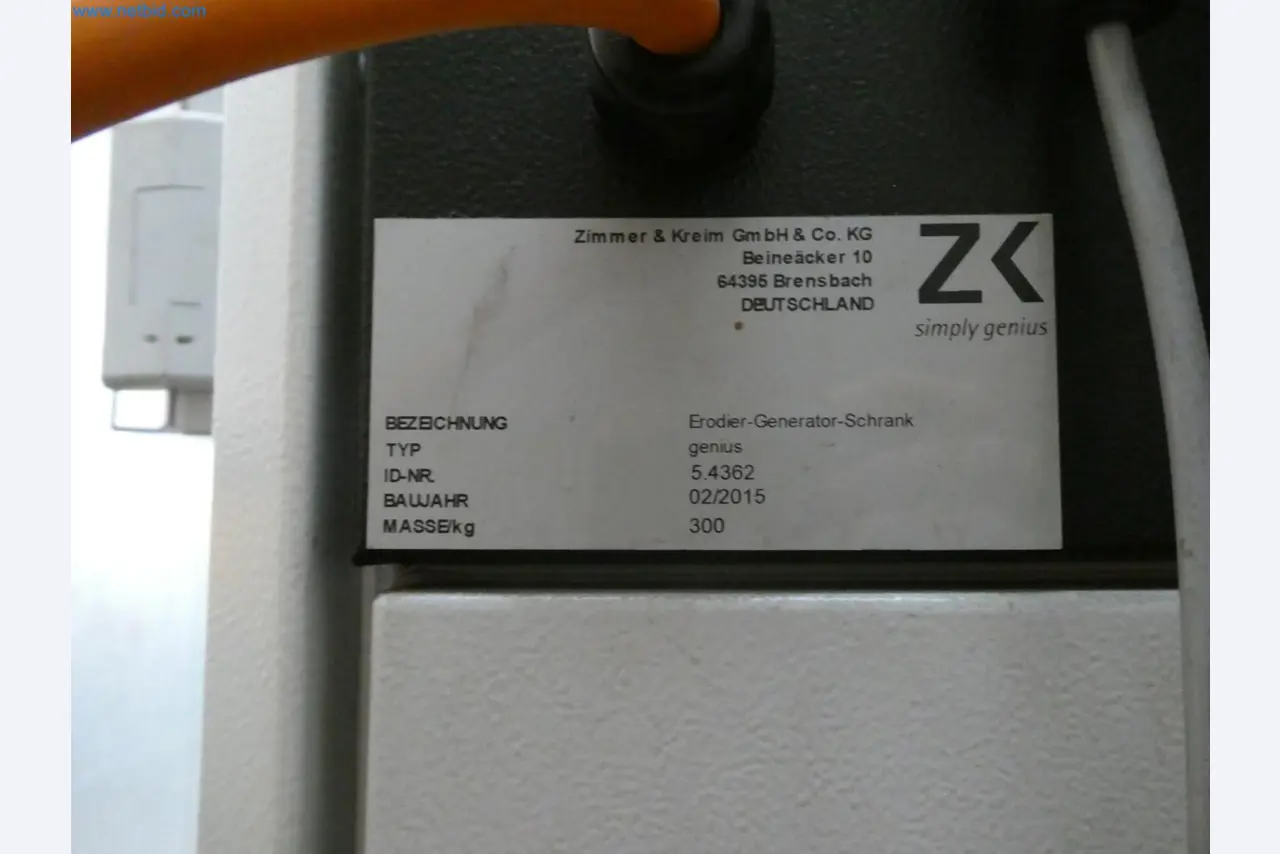 www.netbid.com
Zimmer & Kreim GmbH & Co. KG
Beineäcker 10
64395 Brensbach
DEUTSCHLAND
ZK
simply genius
BEZEICHNUNG Erodier-Generator-Schrank
TYP genius
ID-NR. 5.4362
BAUJAHR 02/2015
MASSE/kg 300